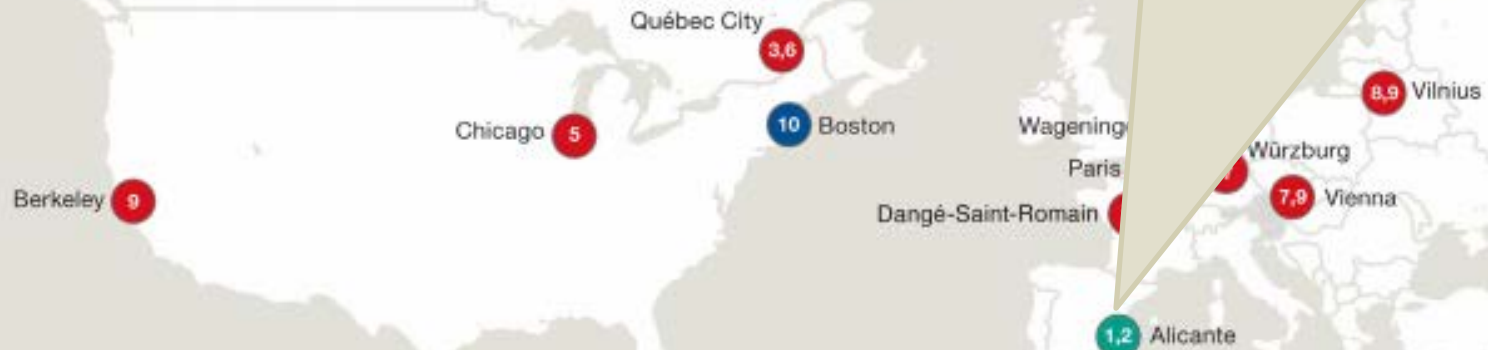 Québec City
3,6
8,9 Vilnius
Chicago 5
10 Boston
Würzburg
Paris
Berkeley 9
7,9 Vienna
Dangé-Saint-Romain
1,2 Alicante